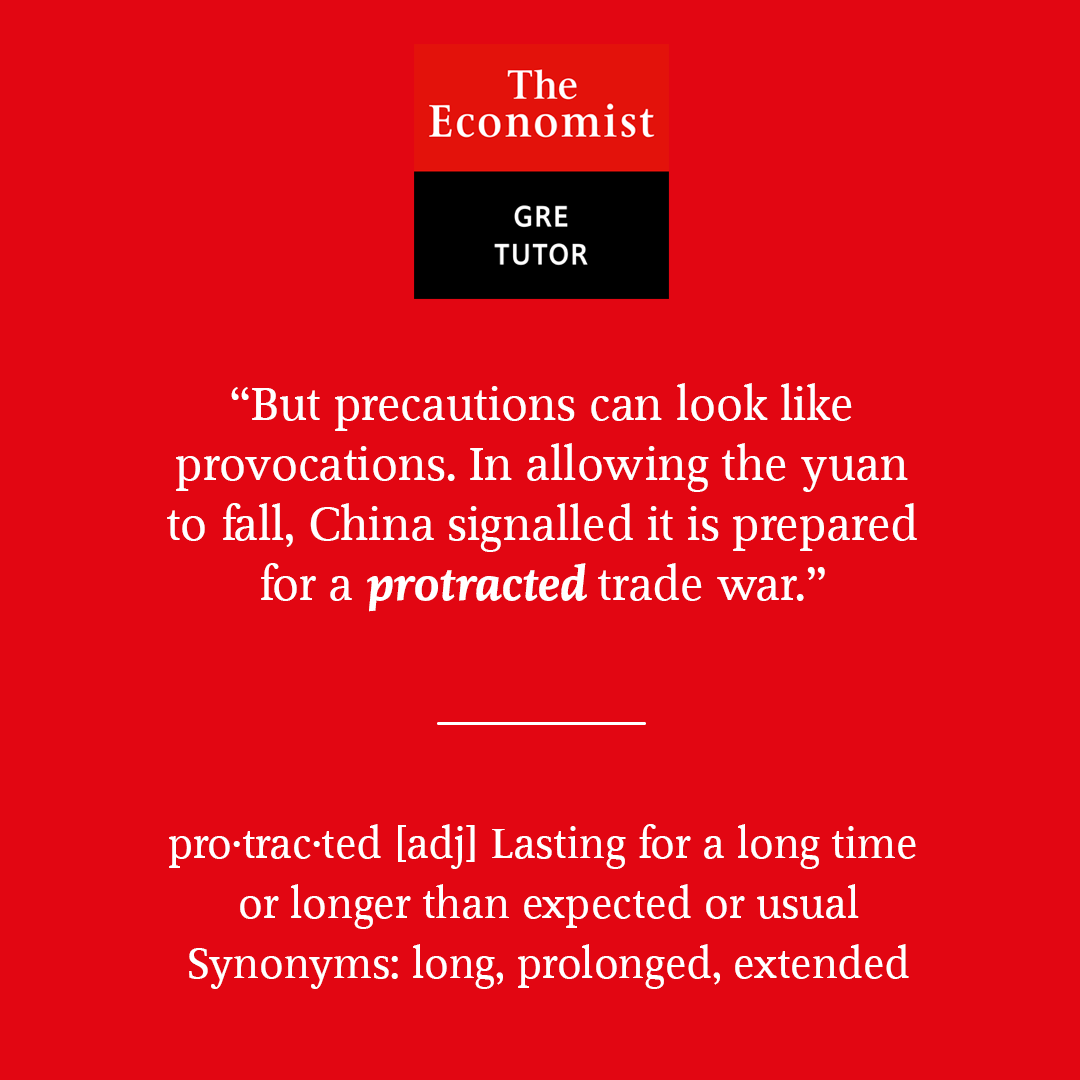 The
Economist
GRE
TUTOR
“But precautions can look like
provocations. In allowing the yuan
to fall, China signalled it is prepared
for a protracted trade war.”
pro·trac·ted [adj] Lasting for a long time
or longer than expected or usual
Synonyms: long, prolonged, extended